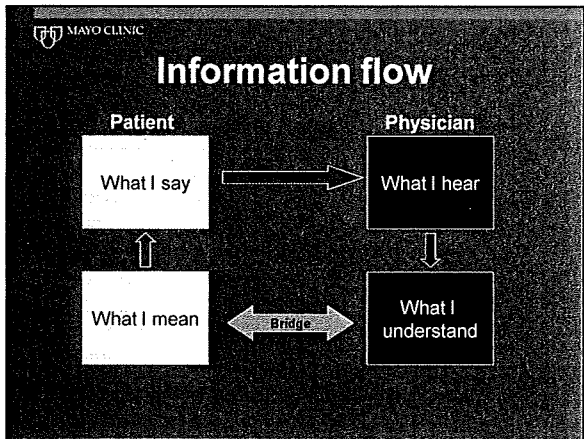 MAYO CLINIC
Information flow
Patient
Physician
What I say
What I hear
What I mean
Bridge
What I
understand